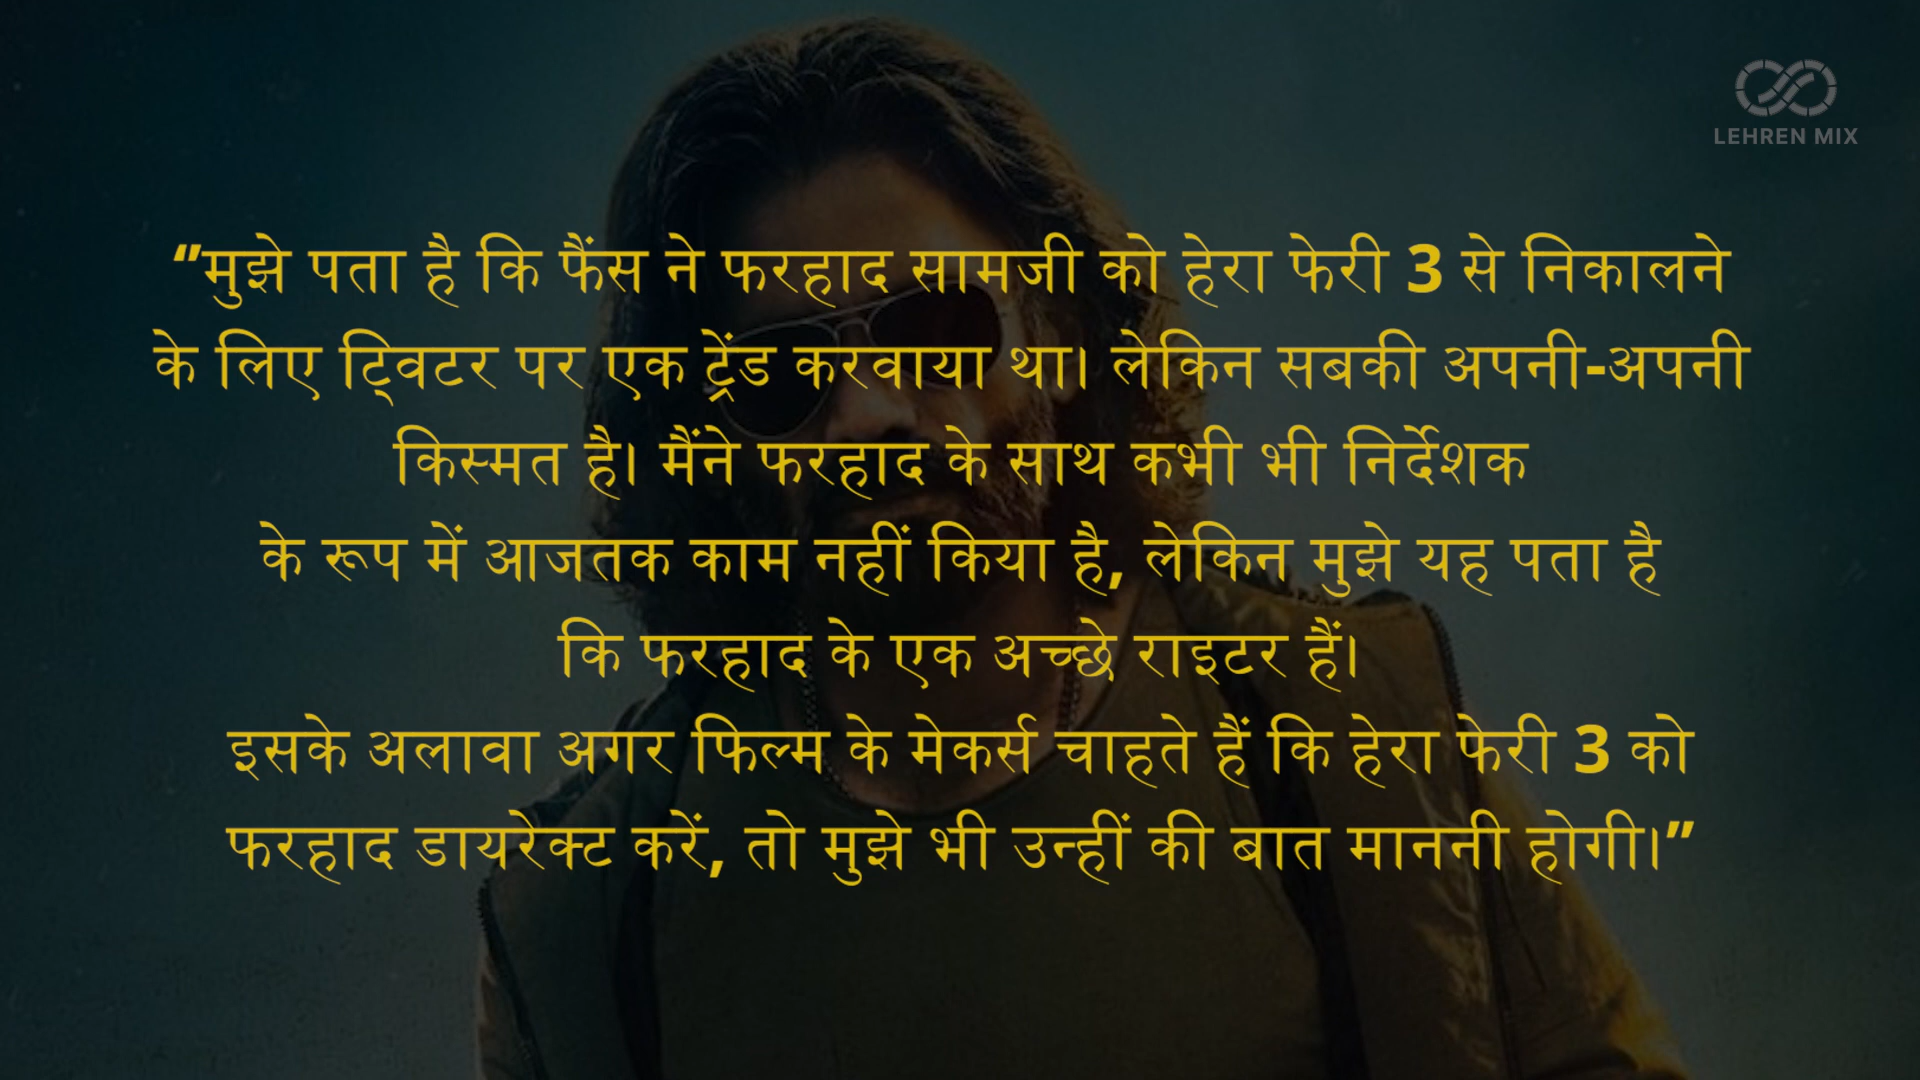 LEHREN MIX
“मुझे पता है कि फैंस ने फरहाद सामजी को हेरा फेरी 3 से निकालने
के लिए ट्विटर पर एक ट्रेंड करवाया था। लेकिन सबकी अपनी-अपनी
किस्मत है। मैंने फरहाद के साथ कभी भी निर्देशक
के रूप में आजतक काम नहीं किया है, लेकिन मुझे यह पता है
कि फरहाद के एक अच्छे राइटर हैं।
इसके अलावा अगर फिल्म के मेकर्स चाहते हैं कि हेरा फेरी 3 को
फरहाद डायरेक्ट करें, तो मुझे भी उन्हीं की बात माननी होगी।”